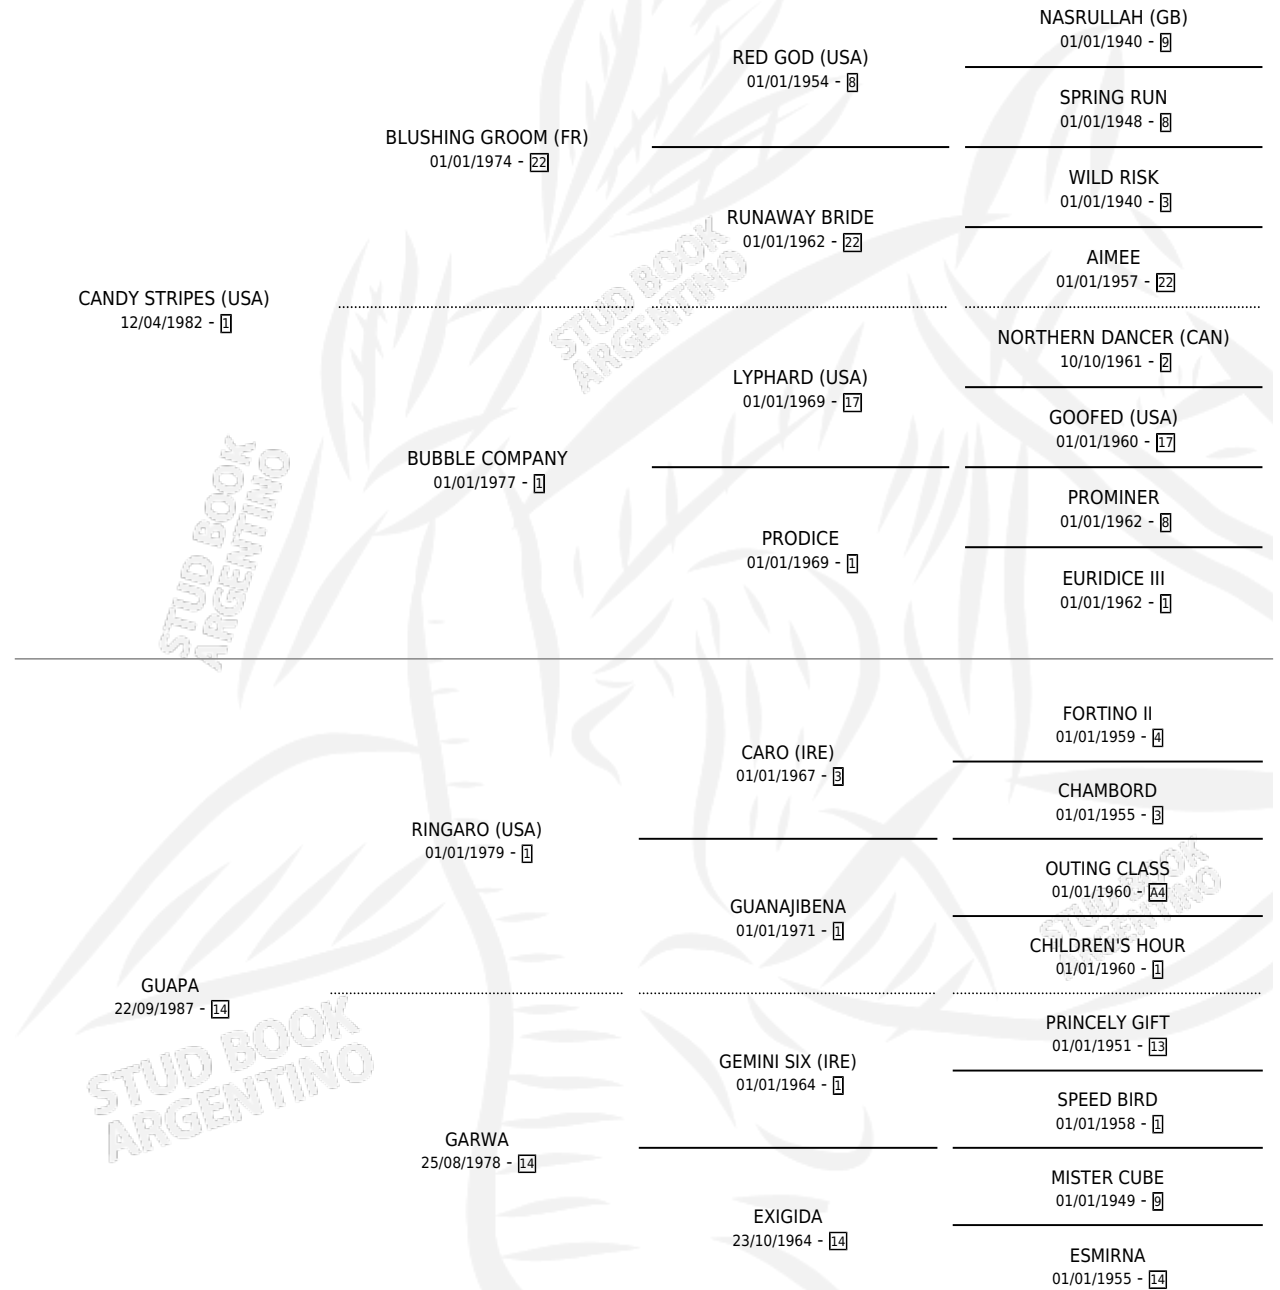 NASRULLAH (GB)
01/01/1940 - 9
RED GOD (USA)
01/01/1954 - 8
SPRING RUN
01/01/1948 - 8
BLUSHING GROOM (FR)
01/01/1974 - 22
WILD RISK
01/01/1940 - 3
RUNAWAY BRIDE
01/01/1962 - 22
AIMEE
01/01/1957 - 22
CANDY STRIPES (USA)
12/04/1982 - 1
NORTHERN DANCER (CAN)
10/10/1961 - 2
LYPHARD (USA)
01/01/1969 - 17
GOOFED (USA)
01/01/1960 - 17
BUBBLE COMPANY
01/01/1977 - 1
PROMINER
01/01/1962 - 8
PRODICE
01/01/1969 - 1
EURIDICE III
01/01/1962 - 1
FORTINO II
01/01/1959 - 4
CARO (IRE)
01/01/1967 - 3
CHAMBORD
01/01/1955 - 3
RINGARO (USA)
01/01/1979 - 1
OUTING CLASS
01/01/1960 - A4
GUANAJIBENA
01/01/1971 - 1
CHILDREN'S HOUR
01/01/1960 - 1
GUAPA
22/09/1987 - 14
PRINCELY GIFT
01/01/1951 - 13
GEMINI SIX (IRE)
01/01/1964 - 1
SPEED BIRD
01/01/1958 - 1
GARWA
25/08/1978 - 14
MISTER CUBE
01/01/1949 - 9
EXIGIDA
23/10/1964 - 14
ESMIRNA
01/01/1955 - 14
STUD BOOK
ARGENTINO
STUD BOOK
ARGENTINO
STUD BOOK
ARGENTINO
STUD BOOK
ARGENTINO